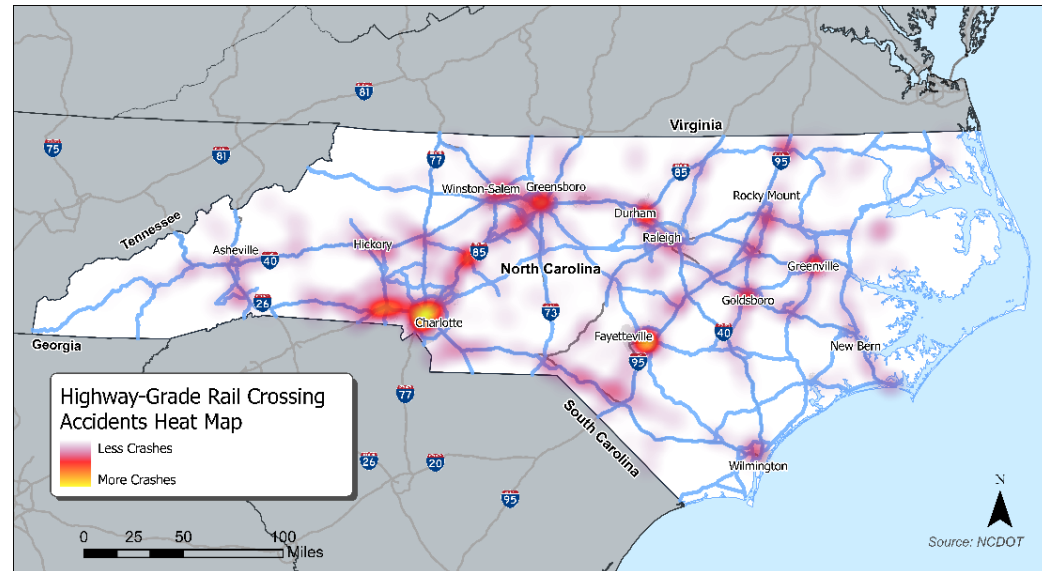 81
Virginia
75
77
95
81
85
Winston-Salem
Greensboro
Rocky Mount
Durham
Tennessee
Raleigh
Asheville
Hickory
85
40
North Carolina
Greenville
26
Goldsboro
73
Charlotte
Fayetteville
40
New Bern
Georgia
95
Highway-Grade Rail Crossing
Accidents Heat Map
Less Crashes
More Crashes
77
South Carolina
26
20
Wilmington
95
N
0 25 50 100
Miles
Source: NCDOT